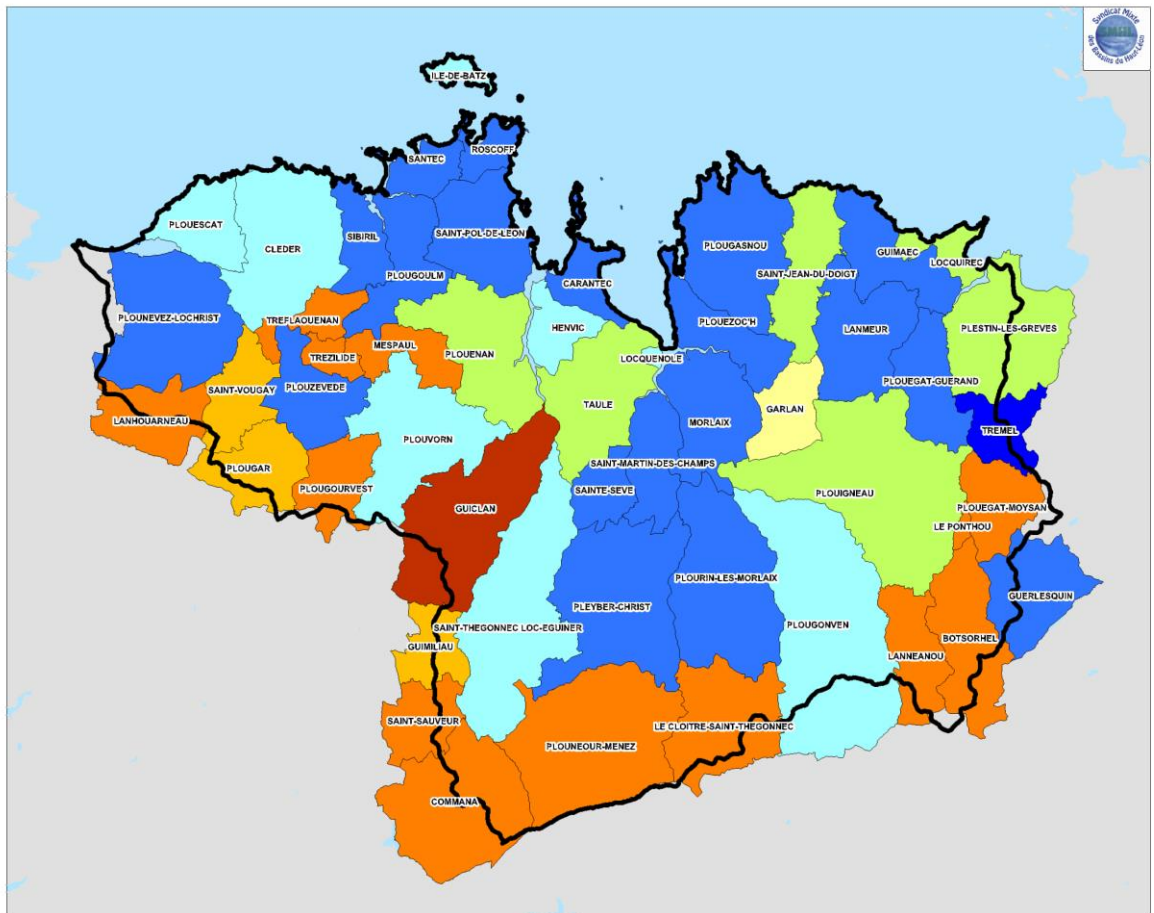 Syndicat Mixte
SMHL
des Bassins du Haut-Léon
ILE-DE-BATZ
ROSCOFF
SANTEC
PLOUESCAT
CLEDER
SIBIRIL
SAINT-POL-DE-LEON
PLOUGOULM
CARANTEC
PLOUGASNOU
GUIMAEC
LOCQUIREC
SAINT-JEAN-DU-DOIGT
PLOUNEVEZ-LOCHRIST
TREFLAOUENAN
HENVIC
PLOUEZOC'H
LANMEUR
PLESTIN-LES-GREVES
MESPAUL
PLOUENAN
TREZILIDE
LOCQUENOLE
SAINT-VOUGAY
PLOUZEVEDE
PLOUEGAT-GUERAND
TAULE
GARLAN
LANHOUARNEAU
MORLAIX
TREMEL
PLOUVORN
SAINT-MARTIN-DES-CHAMPS
PLOUGAR
PLOUGOURVEST
SAINTE-SEVE
PLOUIGNEAU
GUICLAN
PLOUEGAT-MOYSAN
LE PONTHOU
PLOURIN-LES-MORLAIX
GUERLESQUIN
PLEYBER-CHRIST
SAINT-THEGONNEC LOC-EGUINER
PLOUGONVEN
BOTSORHEL
GUIMILIAU
LANNEANOU
SAINT-SAUVEUR
LE CLOITRE-SAINT-THEGONNEC
PLOUNEOUR-MENEZ
COMMANA